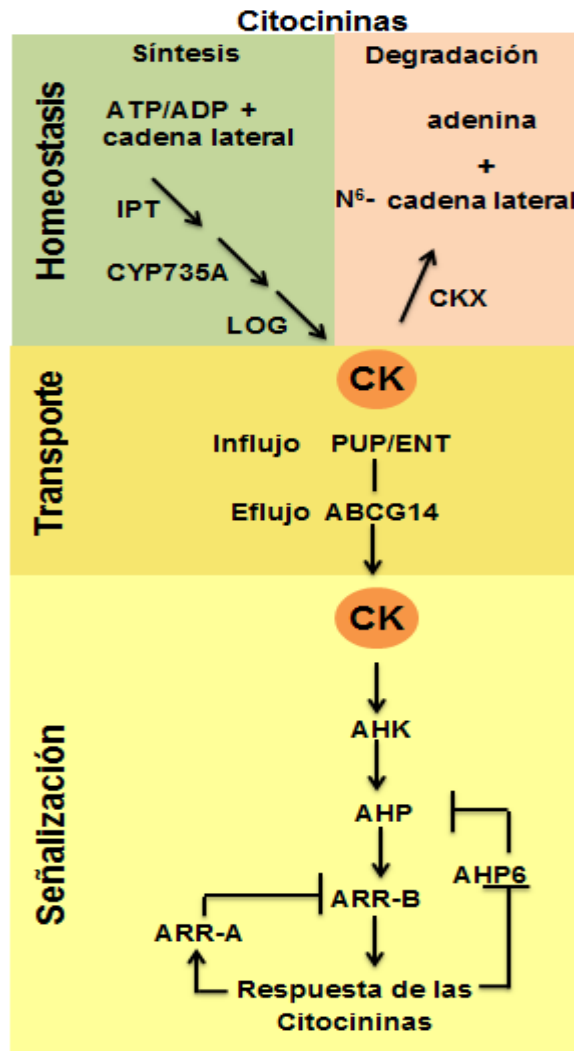 Citocininas
Homeostasis
Síntesis
ATP/ADP +
cadena lateral
IPT
CYP735A
LOG
Degradación
adenina
+
N⁶- cadena lateral
CKX
Transporte
CK
Influjo PUP/ENT
Eflujo ABCG14
Señalización
CK
AHK
AHP
AHP6
ARR-B
ARR-A
Respuesta de las
Citocininas